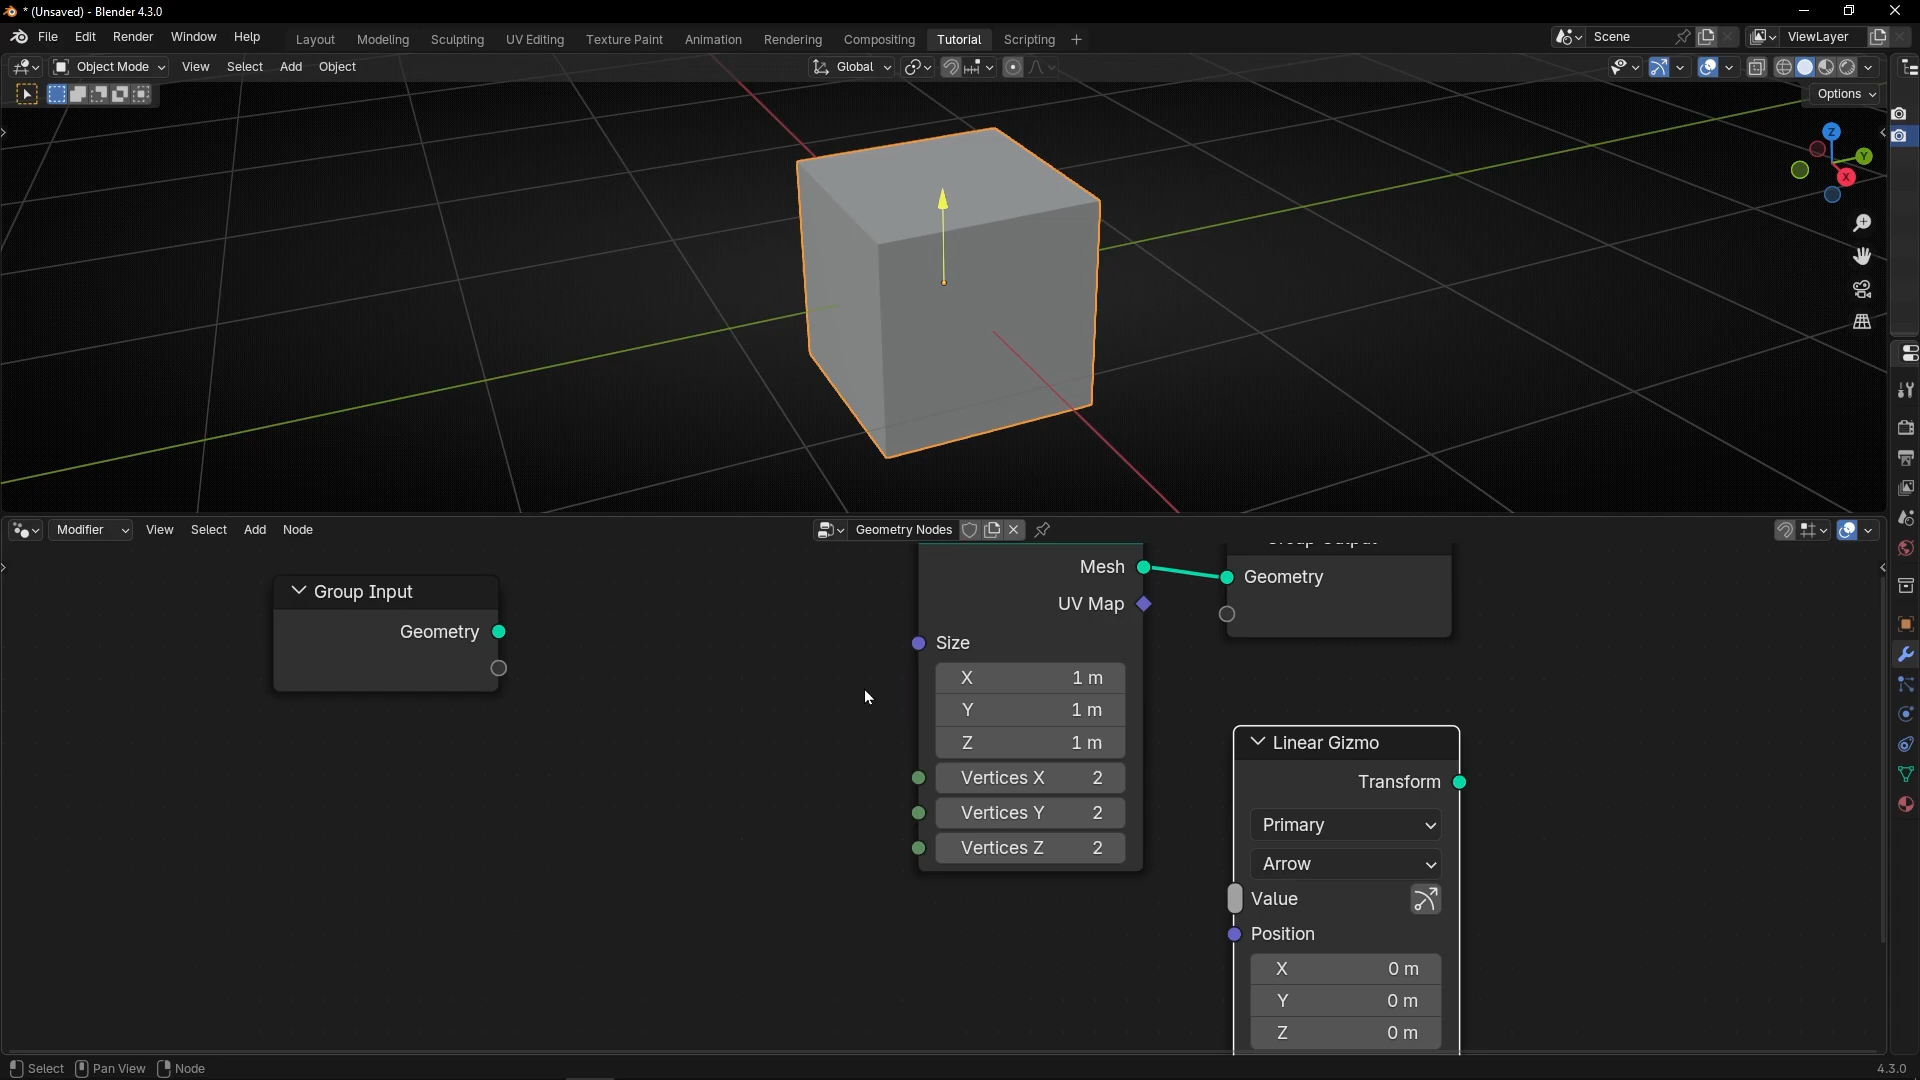 * (Unsaved) - Blender 4.3.0
File Edit Render Window Help
Layout Modeling Sculpting UV Editing Texture Paint Animation Rendering Compositing Tutorial Scripting +
Scene
ViewLayer
Object Mode View Select Add Object
Global
Options
Z
Y
X
Modifier View Select Add Node
Geometry Nodes
Group Input
Geometry
Mesh
UV Map
Size
X 1 m
Y 1 m
Z 1 m
Vertices X 2
Vertices Y 2
Vertices Z 2
Group Output
Geometry
Linear Gizmo
Transform
Primary
Arrow
Value
Position
X 0 m
Y 0 m
Z 0 m
Select Pan View Node
4.3.0